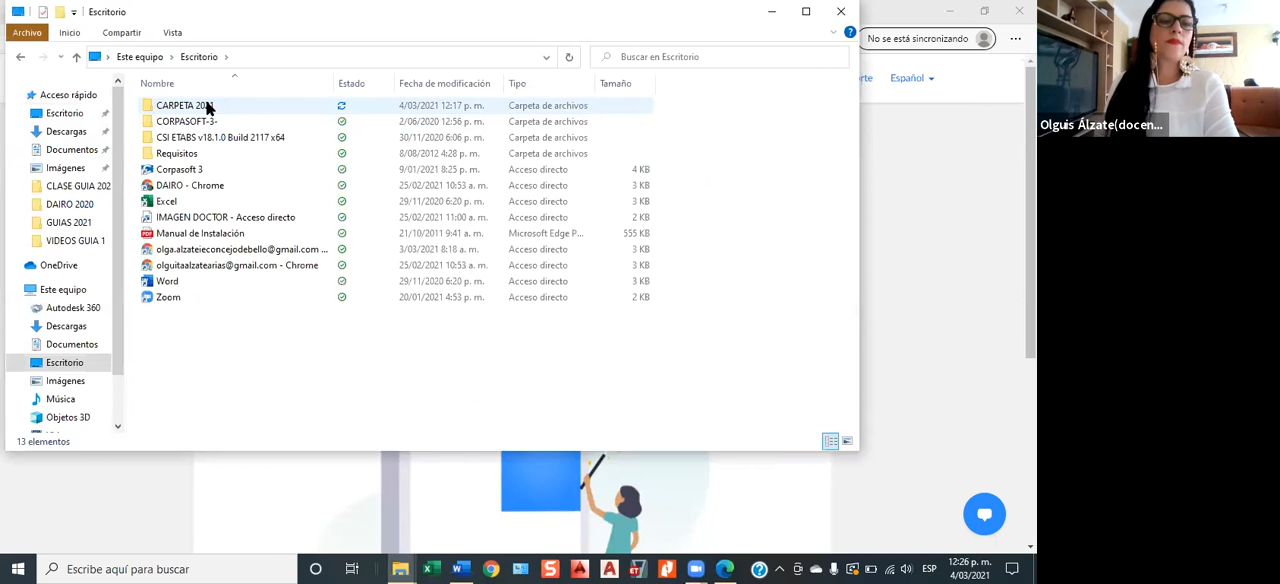 Escritorio
Archivo Inicio Compartir Vista
Este equipo Escritorio
Buscar en Escritorio
No se está sincronizando
Español
Nombre Estado Fecha de modificación Tipo Tamaño
Acceso rápido
Escritorio
Descargas
Documentos
Imágenes
CLASE GUIA 202
DAIRO 2020
GUIAS 2021
VIDEOS GUIA 1
OneDrive
Este equipo
Autodesk 360
Descargas
Documentos
Escritorio
Imágenes
Música
Objetos 3D
CARPETA 2021 4/03/2021 12:17 p. m. Carpeta de archivos
CORPASOFT-3- 2/06/2020 12:56 p. m. Carpeta de archivos
CSI ETABS v18.1.0 Build 2117 x64 30/11/2020 6:06 p. m. Carpeta de archivos
Requisitos 8/08/2012 4:28 p. m. Carpeta de archivos
Corpasoft 3 9/01/2021 8:25 p. m. Acceso directo 4 KB
DAIRO - Chrome 25/02/2021 10:53 a. m. Acceso directo 3 KB
Excel 29/11/2020 6:20 p. m. Acceso directo 3 KB
IMAGEN DOCTOR - Acceso directo 25/02/2021 11:00 a. m. Acceso directo 2 KB
Manual de Instalación 21/10/2011 9:41 a. m. Microsoft Edge P... 555 KB
olga.alzateieconcejodebello@gmail.com ... 3/03/2021 8:18 a. m. Acceso directo 3 KB
olguitaalzatearias@gmail.com - Chrome 25/02/2021 10:53 a. m. Acceso directo 3 KB
Word 29/11/2020 6:20 p. m. Acceso directo 3 KB
Zoom 20/01/2021 4:53 p. m. Acceso directo 2 KB
13 elementos
Olguis Álzate(docen...
Escribe aquí para buscar
ESP
12:26 p. m.
4/03/2021